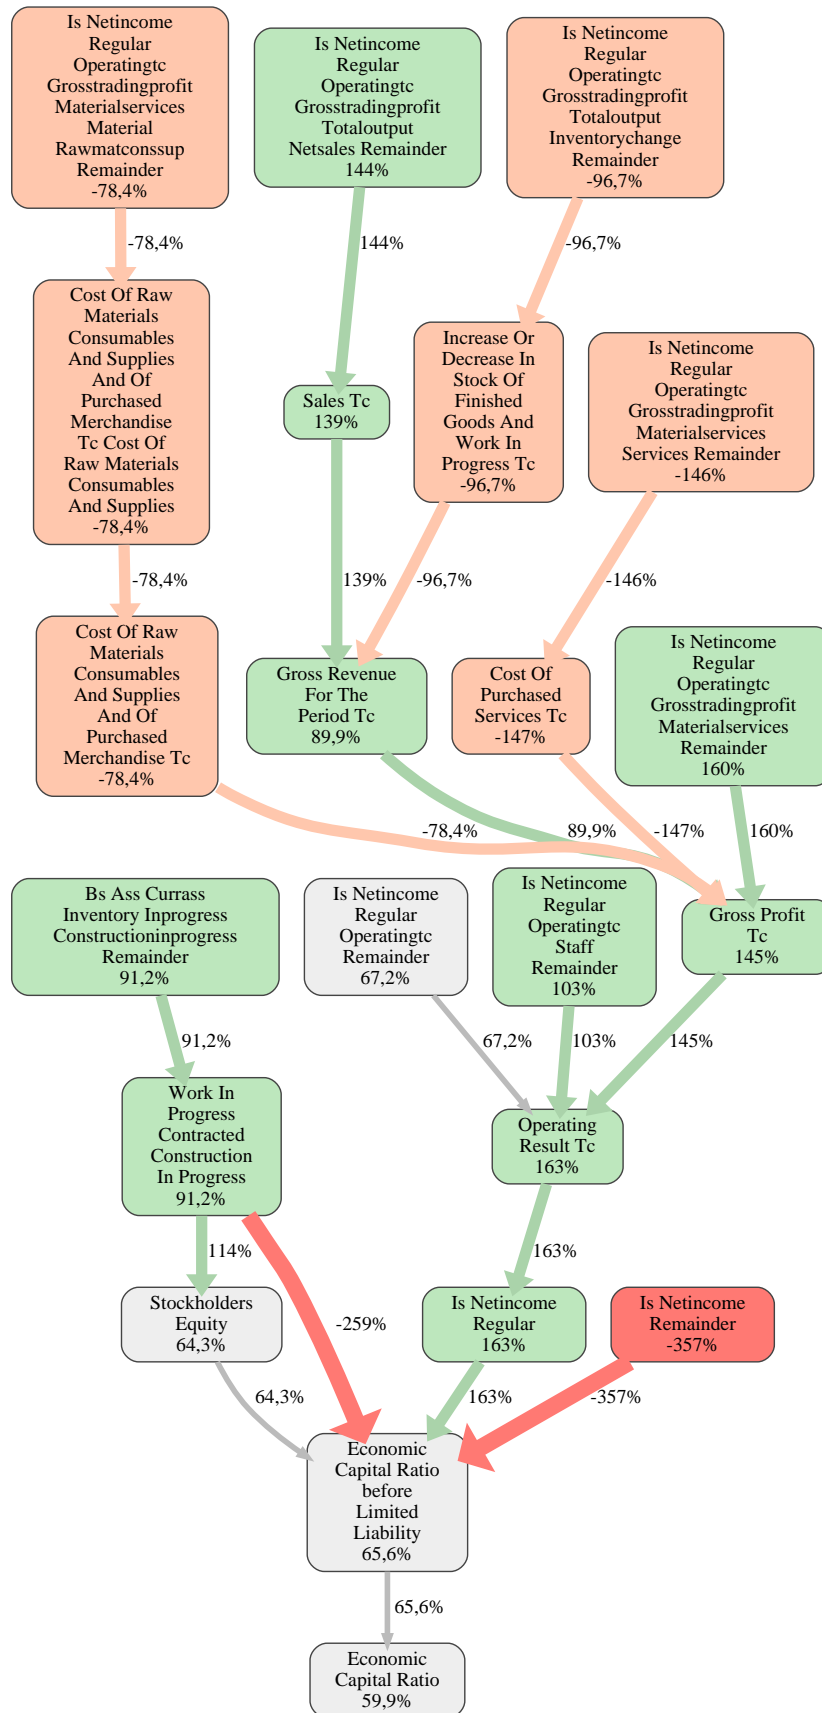 Is Netincome
Regular
Operatingtc
Grosstradingprofit
Materialservices
Material
Rawmatconssup
Remainder
-78,4%
Is Netincome
Regular
Operatingtc
Grosstradingprofit
Totaloutput
Netsales Remainder
144%
Is Netincome
Regular
Operatingtc
Grosstradingprofit
Totaloutput
Inventorychange
Remainder
-96,7%
-78,4%
144%
-96,7%
Cost Of Raw
Materials
Consumables
And Supplies
And Of
Purchased
Merchandise
Tc Cost Of
Raw Materials
Consumables
And Supplies
-78,4%
Sales Tc
139%
Increase Or
Decrease In
Stock Of
Finished
Goods And
Work In
Progress Tc
-96,7%
Is Netincome
Regular
Operatingtc
Grosstradingprofit
Materialservices
Services Remainder
-146%
-78,4%
139%
-96,7%
-146%
Cost Of Raw
Materials
Consumables
And Supplies
And Of
Purchased
Merchandise Tc
-78,4%
Gross Revenue
For The
Period Tc
89,9%
Cost Of
Purchased
Services Tc
-147%
Is Netincome
Regular
Operatingtc
Grosstradingprofit
Materialservices
Remainder
160%
-78,4%
89,9%
-147%
160%
Bs Ass Currass
Inventory Inprogress
Constructioninprogress
Remainder
91,2%
Is Netincome
Regular
Operatingtc
Remainder
67,2%
Is Netincome
Regular
Operatingtc
Staff
Remainder
103%
Gross Profit
Tc
145%
91,2%
67,2%
103%
145%
Work In
Progress
Contracted
Construction
In Progress
91,2%
Operating
Result Tc
163%
114%
-259%
163%
Stockholders
Equity
64,3%
Is Netincome
Regular
163%
Is Netincome
Remainder
-357%
64,3%
163%
-357%
Economic
Capital Ratio
before
Limited
Liability
65,6%
65,6%
Economic
Capital Ratio
59,9%